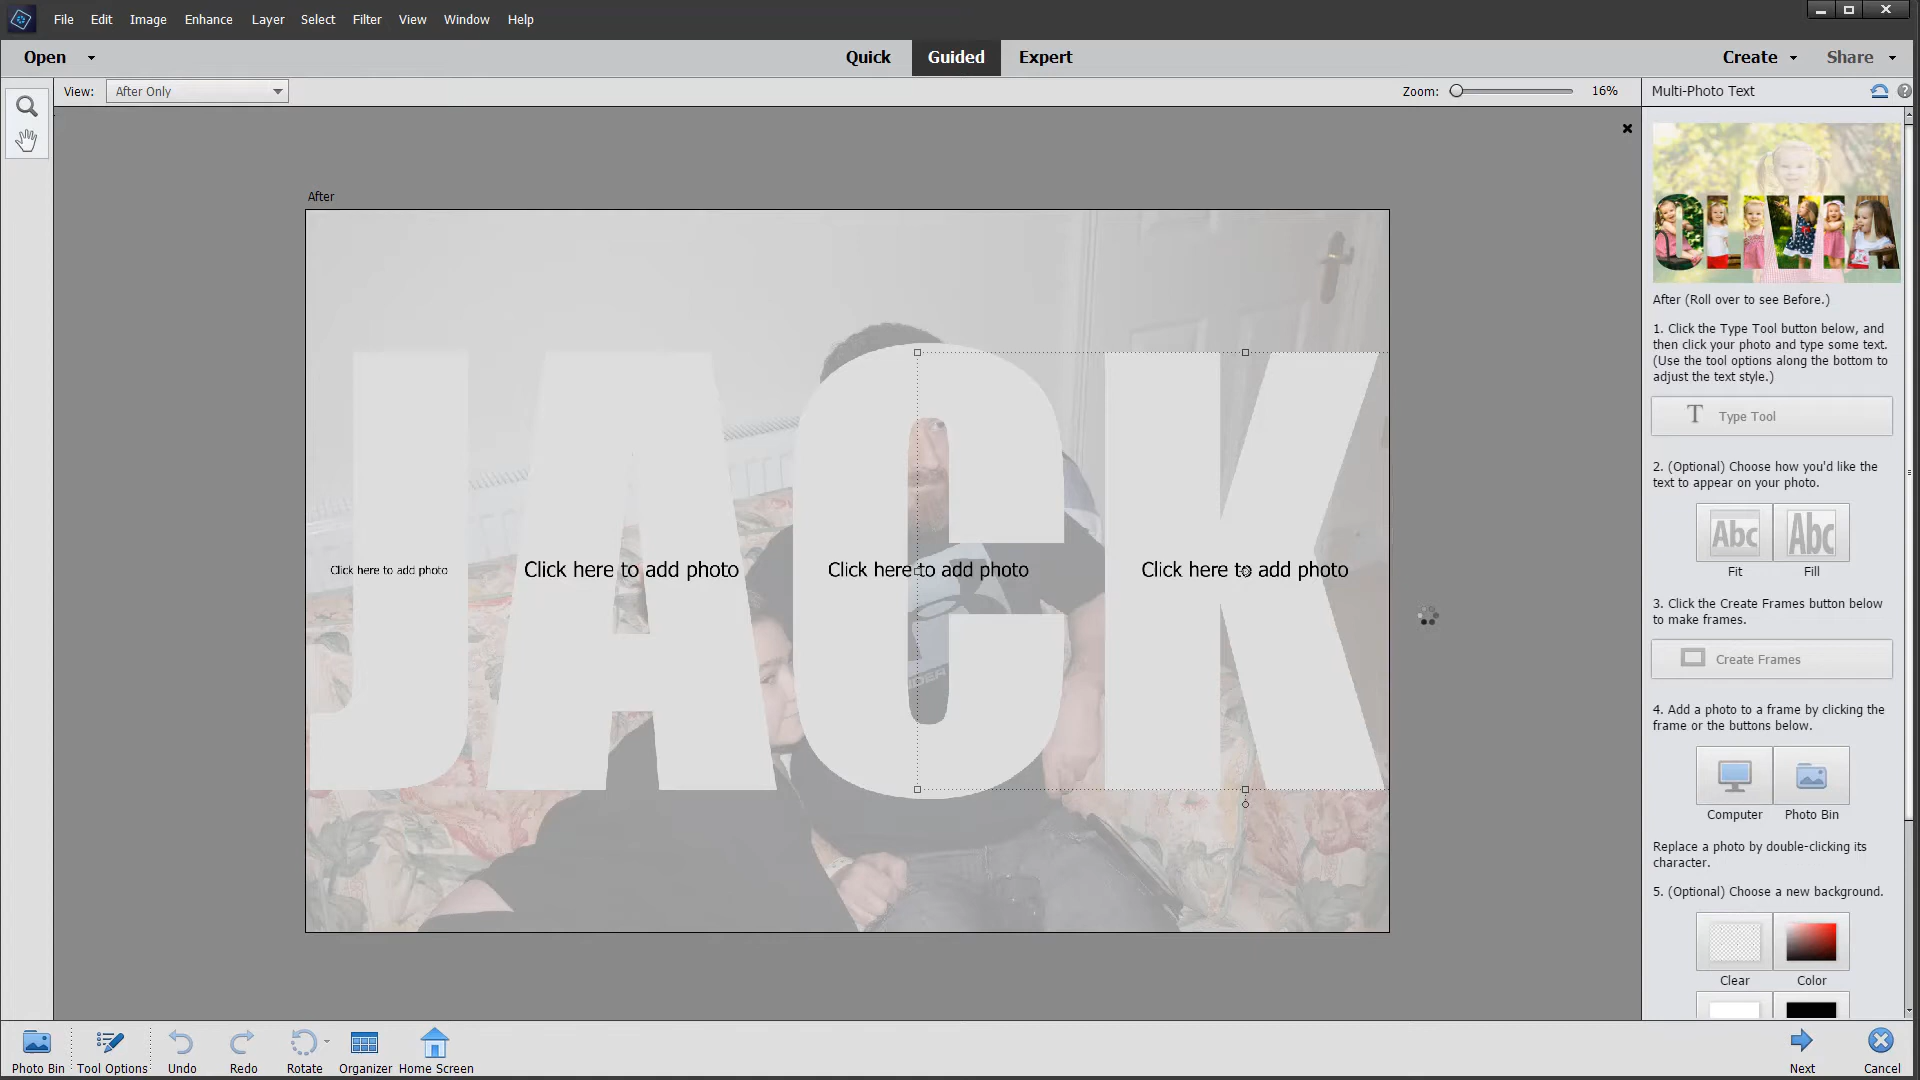 File Edit Image Enhance Layer Select Filter View Window Help
Open Quick Guided Expert Create Share
View: After Only Zoom: 16% Multi-Photo Text
After
After (Roll over to see Before.)
1. Click the Type Tool button below, and
then click your photo and type some text.
(Use the tool options along the bottom to
adjust the text style.)
T Type Tool
2. (Optional) Choose how you'd like the
text to appear on your photo.
Abc Abc
Fit Fill
3. Click the Create Frames button below
to make frames.
Create Frames
4. Add a photo to a frame by clicking the
frame or the buttons below.
Computer Photo Bin
Replace a photo by double-clicking its
character.
5. (Optional) Choose a new background.
Clear Color
JACK
Click here to add photo Click here to add photo Click here to add photo Click here to add photo
OLIVIA
Photo Bin Tool Options Undo Redo Rotate Organizer Home Screen Next Cancel